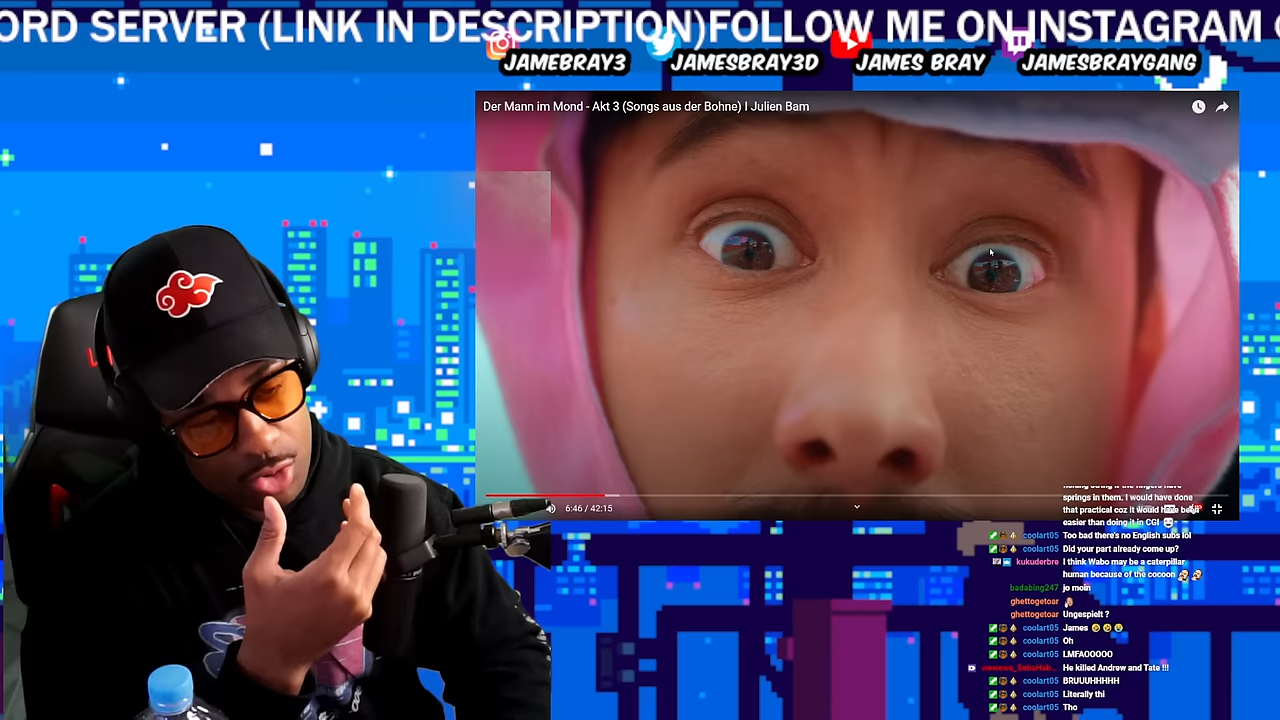 ORD SERVER (LINK IN DESCRIPTION)FOLLOW ME ON INSTAGRAM
JAMEBRAY3
JAMESBRAY3D
JAMES BRAY
JAMESBRAYGANG
Der Mann im Mond - Akt 3 (Songs aus der Bohne) I Julien Bam
6:46 / 42:15
springs in them. I would have done
that practical coz it would have been
easier than doing it in CGI
coolart05 Too bad there's no English subs lol
coolart05 Did your part already come up?
kukuderbre I think Wabo may be a caterpillar
human because of the cocoon
badabing247 jo moin
ghettogetoar
ghettogetoar Ungespielt ?
coolart05 James
coolart05 Oh
coolart05 LMFAOOOOO
He killed Andrew and Tate !!!
coolart05 BRUUUHHHHH
coolart05 Literally thi
coolart05 Tho